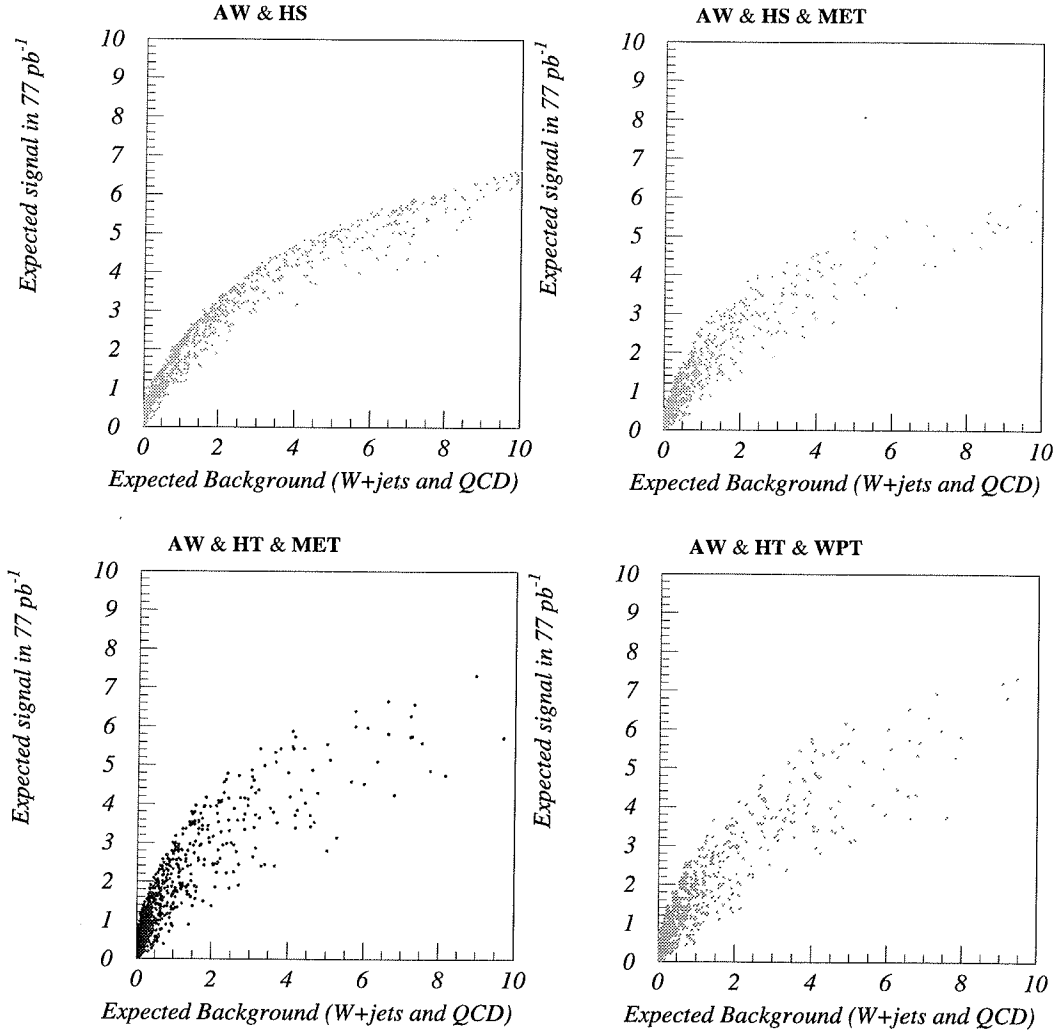 AW & HS
Expected signal in 77 pb-1
10
9
8
7
6
5
4
3
2
1
0
0 2 4 6 8 10
Expected Background (W+jets and QCD)
AW & HS & MET
Expected signal in 77 pb-1
10
9
8
7
6
5
4
3
2
1
0
0 2 4 6 8 10
Expected Background (W+jets and QCD)
AW & HT & MET
Expected signal in 77 pb-1
10
9
8
7
6
5
4
3
2
1
0
0 2 4 6 8 10
Expected Background (W+jets and QCD)
AW & HT & WPT
Expected signal in 77 pb-1
10
9
8
7
6
5
4
3
2
1
0
0 2 4 6 8 10
Expected Background (W+jets and QCD)